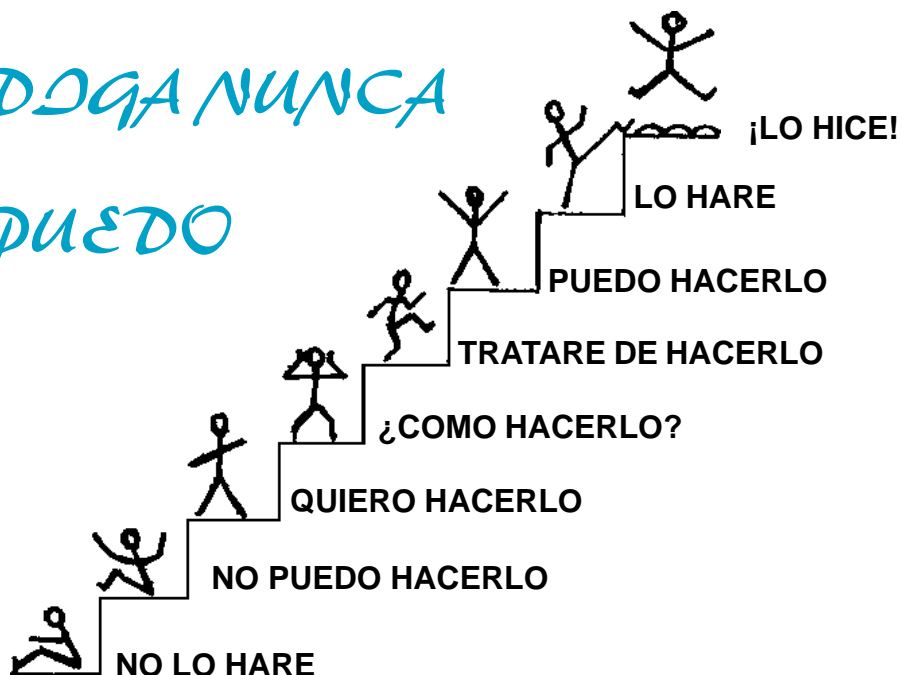 DIGA NUNCA
PUEDO
¡LO HICE!
LO HARE
PUEDO HACERLO
TRATARE DE HACERLO
¿COMO HACERLO?
QUIERO HACERLO
NO PUEDO HACERLO
NO LO HARE